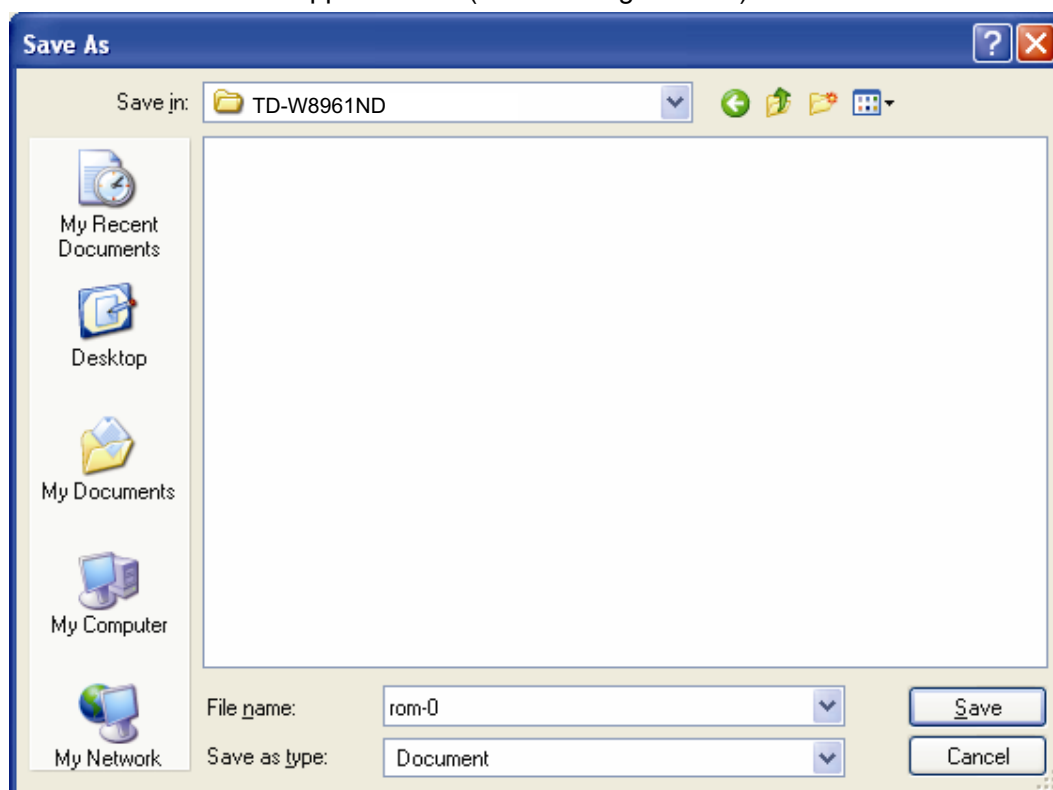 Save As
Save in: TD-W8961ND
My Recent
Documents
Desktop
My Documents
My Computer
My Network
File name: rom-0
Save as type: Document
Save
Cancel